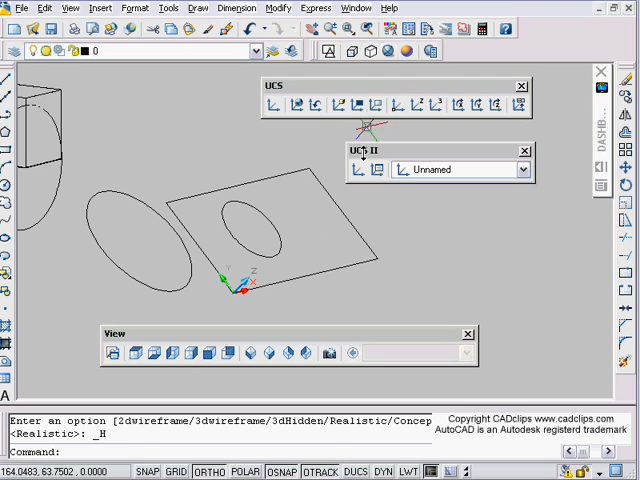 File Edit View Insert Format Tools Draw Dimension Modify Express Window Help
0
UCS
DASHB
UCS II
Unnamed
Y
Z
X
View
Enter an option [2dwireframe/3dwireframe/3dHidden/Realistic/Concep
<Realistic>: _H
Command:
Copyright CADclips www.cadclips.com
AutoCAD is an Autodesk registerd trademark
164.0483, 63.7502, 0.0000 SNAP GRID ORTHO POLAR OSNAP OTRACK DUCS DYN LWT